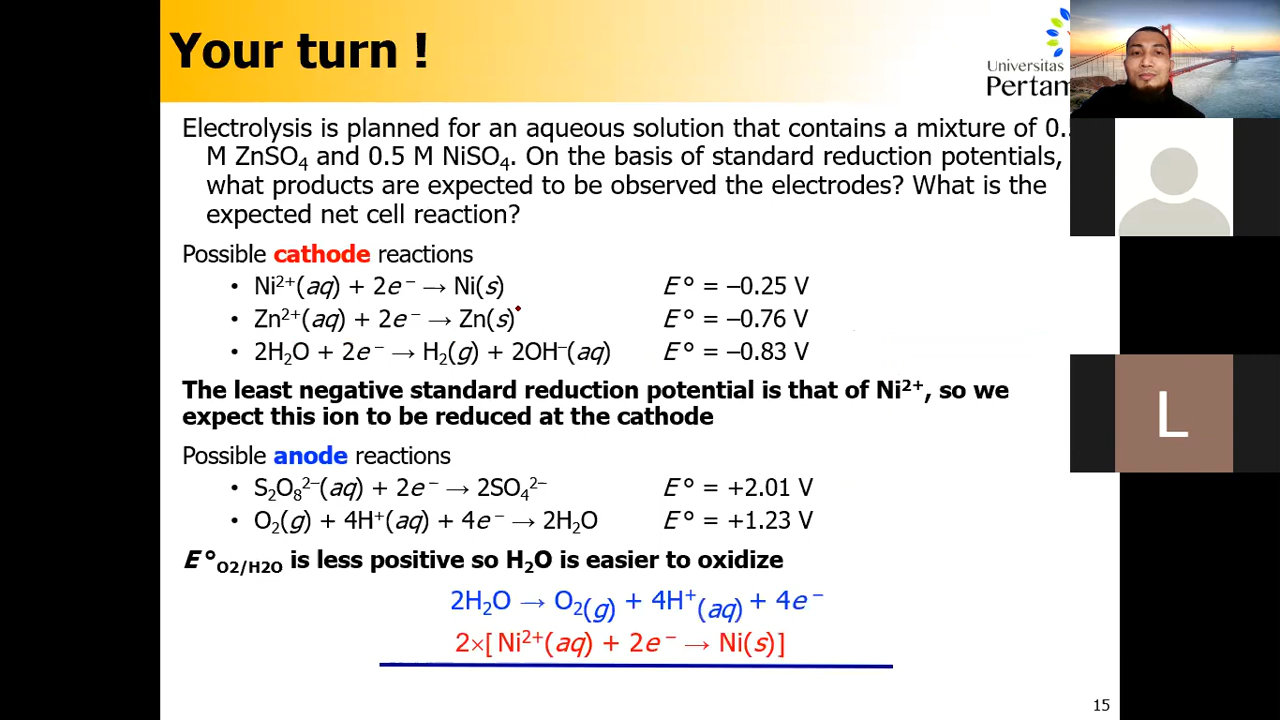 Your turn !
Universitas
Pertam
Electrolysis is planned for an aqueous solution that contains a mixture of 0.
M ZnSO₄ and 0.5 M NiSO₄. On the basis of standard reduction potentials,
what products are expected to be observed the electrodes? What is the
expected net cell reaction?
Possible cathode reactions
• Ni²⁺(aq) + 2e⁻ → Ni(s) E° = –0.25 V
• Zn²⁺(aq) + 2e⁻ → Zn(s) E° = –0.76 V
• 2H₂O + 2e⁻ → H₂(g) + 2OH⁻(aq) E° = –0.83 V
The least negative standard reduction potential is that of Ni²⁺, so we
expect this ion to be reduced at the cathode
Possible anode reactions
• S₂O₈²⁻(aq) + 2e⁻ → 2SO₄²⁻ E° = +2.01 V
• O₂(g) + 4H⁺(aq) + 4e⁻ → 2H₂O E° = +1.23 V
E°O2/H2O is less positive so H₂O is easier to oxidize
2H₂O → O₂(g) + 4H⁺(aq) + 4e⁻
2×[ Ni²⁺(aq) + 2e⁻ → Ni(s)]
15
L